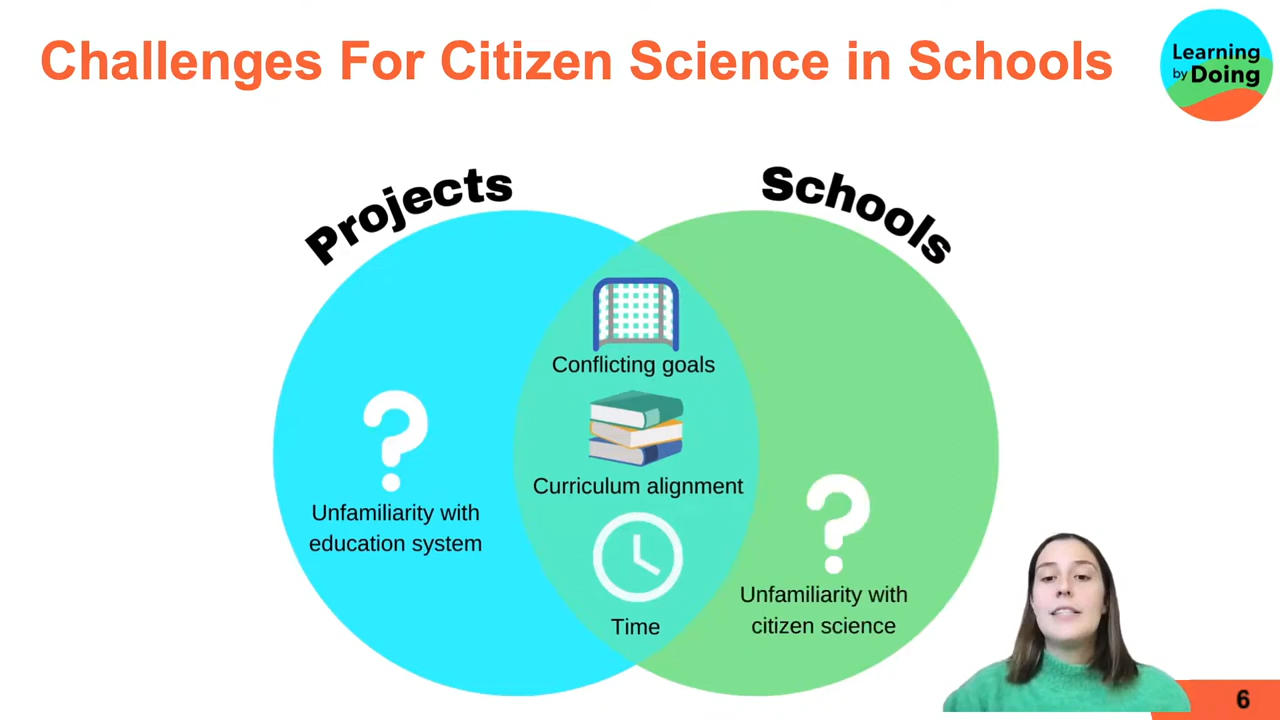 Challenges For Citizen Science in Schools
Learning
by Doing
Projects
Schools
Conflicting goals
Curriculum alignment
Unfamiliarity with
education system
Time
Unfamiliarity with
citizen science
6